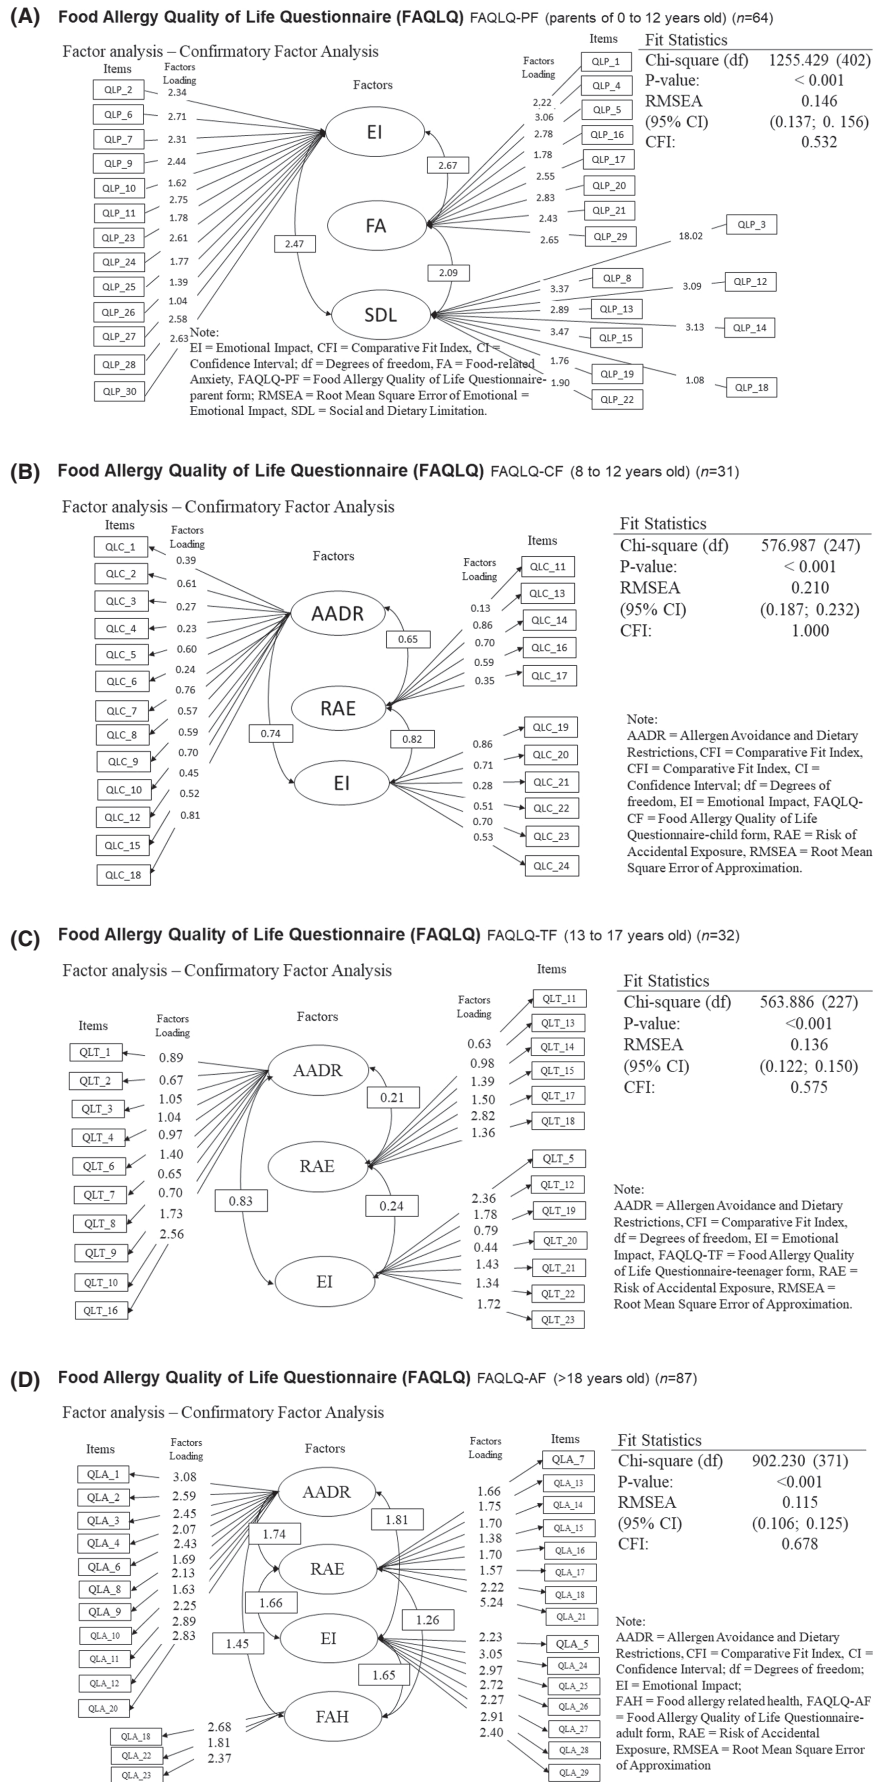 (A) Food Allergy Quality of Life Questionnaire (FAQLQ) FAQLQ-PF (parents of 0 to 12 years old) (n=64)
Factor analysis – Confirmatory Factor Analysis
Items
Factors
Loading
QLP_2 2.34
QLP_6 2.71
QLP_7 2.31
QLP_9 2.44
QLP_10 1.62
QLP_11 2.75
QLP_23 1.78
QLP_24 2.61
QLP_25 1.77
QLP_26 1.39
QLP_27 1.04
QLP_28 2.58
QLP_30 2.63
Factors
EI
FA
SDL
2.67
2.47
2.09
Factors
Loading
Items
2.22 QLP_1
3.06 QLP_4
2.78 QLP_5
1.78 QLP_16
2.55 QLP_17
2.83 QLP_20
2.43 QLP_21
2.65 QLP_29
18.02 QLP_3
3.37 QLP_8
3.09 QLP_12
2.89 QLP_13
3.13 QLP_14
3.47 QLP_15
1.76 QLP_19
1.08 QLP_18
1.90 QLP_22
Fit Statistics
Chi-square (df) 1255.429 (402)
P-value: < 0.001
RMSEA 0.146
(95% CI) (0.137; 0. 156)
CFI: 0.532
Note:
EI = Emotional Impact, CFI = Comparative Fit Index, CI =
Confidence Interval; df = Degrees of freedom, FA = Food-related
Anxiety, FAQLQ-PF = Food Allergy Quality of Life Questionnaire-
parent form; RMSEA = Root Mean Square Error of Emotional =
Emotional Impact, SDL = Social and Dietary Limitation.
(B) Food Allergy Quality of Life Questionnaire (FAQLQ) FAQLQ-CF (8 to 12 years old) (n=31)
Factor analysis – Confirmatory Factor Analysis
Items
Factors
Loading
QLC_1 0.39
QLC_2 0.61
QLC_3 0.27
QLC_4 0.23
QLC_5 0.60
QLC_6 0.24
QLC_7 0.76
QLC_8 0.57
QLC_9 0.59
QLC_10 0.70
QLC_12 0.45
QLC_15 0.52
QLC_18 0.81
Factors
AADR
RAE
EI
0.65
0.74
0.82
Factors
Loading
Items
0.13 QLC_11
0.86 QLC_13
0.70 QLC_14
0.59 QLC_16
0.35 QLC_17
0.86 QLC_19
0.71 QLC_20
0.28 QLC_21
0.51 QLC_22
0.70 QLC_23
0.53 QLC_24
Fit Statistics
Chi-square (df) 576.987 (247)
P-value: < 0.001
RMSEA 0.210
(95% CI) (0.187; 0.232)
CFI: 1.000
Note:
AADR = Allergen Avoidance and Dietary
Restrictions, CFI = Comparative Fit Index,
CFI = Comparative Fit Index, CI =
Confidence Interval; df = Degrees of
freedom, EI = Emotional Impact, FAQLQ-
CF = Food Allergy Quality of Life
Questionnaire-child form, RAE = Risk of
Accidental Exposure, RMSEA = Root Mean
Square Error of Approximation.
(C) Food Allergy Quality of Life Questionnaire (FAQLQ) FAQLQ-TF (13 to 17 years old) (n=32)
Factor analysis – Confirmatory Factor Analysis
Items
Factors
Loading
QLT_1 0.89
QLT_2 0.67
QLT_3 1.05
QLT_4 1.04
QLT_6 0.97
QLT_7 1.40
QLT_8 0.65
QLT_9 0.70
QLT_10 1.73
QLT_16 2.56
Factors
AADR
RAE
EI
0.21
0.83
0.24
Factors
Loading
Items
0.63 QLT_11
0.98 QLT_13
1.39 QLT_14
1.50 QLT_15
2.82 QLT_17
1.36 QLT_18
2.36 QLT_5
1.78 QLT_12
0.79 QLT_19
0.44 QLT_20
1.43 QLT_21
1.34 QLT_22
1.72 QLT_23
Fit Statistics
Chi-square (df) 563.886 (227)
P-value: <0.001
RMSEA 0.136
(95% CI) (0.122; 0.150)
CFI: 0.575
Note:
AADR = Allergen Avoidance and Dietary
Restrictions, CFI = Comparative Fit Index,
df = Degrees of freedom, EI = Emotional
Impact, FAQLQ-TF = Food Allergy Quality
of Life Questionnaire-teenager form, RAE =
Risk of Accidental Exposure, RMSEA =
Root Mean Square Error of Approximation.
(D) Food Allergy Quality of Life Questionnaire (FAQLQ) FAQLQ-AF (>18 years old) (n=87)
Factor analysis – Confirmatory Factor Analysis
Items
Factors
Loading
QLA_1 3.08
QLA_2 2.59
QLA_3 2.45
QLA_4 2.07
QLA_6 2.43
QLA_8 1.69
QLA_9 2.13
QLA_10 1.63
QLA_11 2.25
QLA_12 2.89
QLA_20 2.83
QLA_18 2.68
QLA_22 1.81
QLA_23 2.37
Factors
AADR
RAE
EI
FAH
1.81
1.74
1.66
1.26
1.45
1.65
Factors
Loading
Items
1.66 QLA_7
1.75 QLA_13
1.70 QLA_14
1.38 QLA_15
1.70 QLA_16
1.57 QLA_17
2.22 QLA_18
5.24 QLA_21
2.23 QLA_5
3.05 QLA_24
2.97 QLA_25
2.72 QLA_26
2.27 QLA_27
2.91 QLA_28
2.40 QLA_29
Fit Statistics
Chi-square (df) 902.230 (371)
P-value: <0.001
RMSEA 0.115
(95% CI) (0.106; 0.125)
CFI: 0.678
Note:
AADR = Allergen Avoidance and Dietary
Restrictions, CFI = Comparative Fit Index, CI =
Confidence Interval; df = Degrees of freedom;
EI = Emotional Impact;
FAH = Food allergy related health, FAQLQ-AF
= Food Allergy Quality of Life Questionnaire-
adult form, RAE = Risk of Accidental
Exposure, RMSEA = Root Mean Square Error
of Approximation